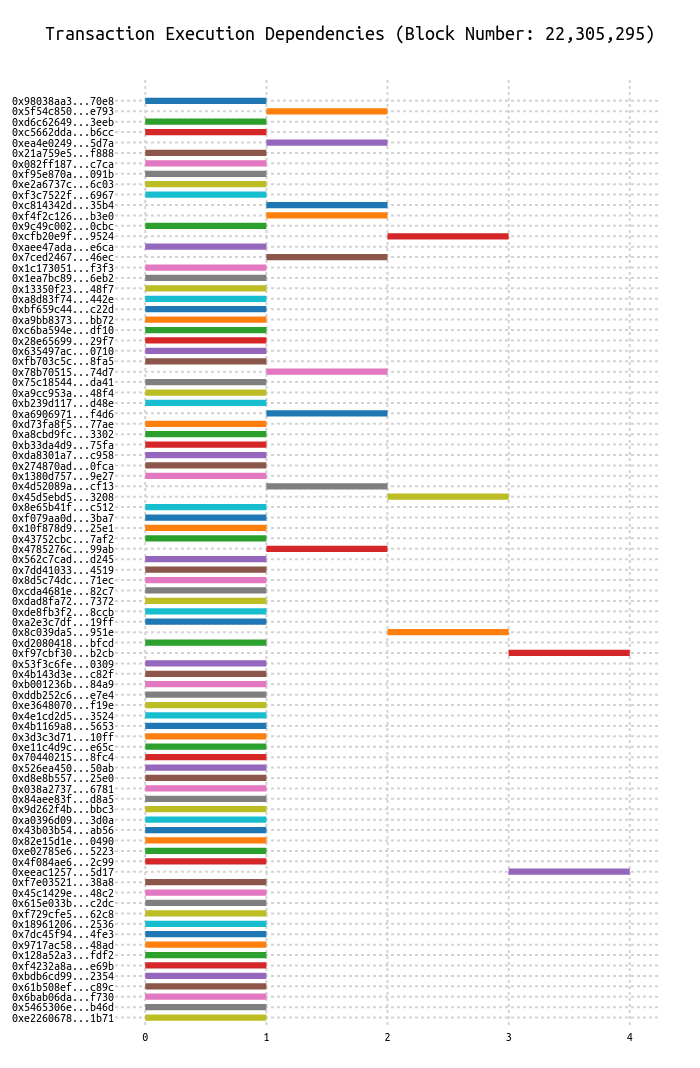 Transaction Execution Dependencies (Block Number: 22,305,295)
0x98038aa3...70e8
0x5f54c850...e793
0xd6c62649...3eeb
0xc5662dda...b6cc
0xea4e0249...5d7a
0x21a759e5...f888
0x082ff187...c7ca
0xf95e870a...091b
0xe2a6737c...6c03
0xf3c7522f...6967
0xc814342d...35b4
0xf4f2c126...b3e0
0x9c49c002...0cbc
0xcfb20e9f...9524
0xaee47ada...e6ca
0x7ced2467...46ec
0x1c173051...f3f3
0x1ea7bc89...6eb2
0x13350f23...48f7
0xa8d83f74...442e
0xbf659c44...c22d
0xa9bb8373...bb72
0xc6ba594e...df10
0x28e65699...29f7
0x635497ac...0710
0xfb703c5c...8fa5
0x78b70515...74d7
0x75c18544...da41
0xa9cc953a...48f4
0xb239d117...d48e
0xa6906971...f4d6
0xd73fa8f5...77ae
0xa8cbd9fc...3302
0xb33da4d9...75fa
0xda8301a7...c958
0x274870ad...0fca
0x1380d757...9e27
0x4d52089a...cf13
0x45d5ebd5...3208
0x8e65b41f...c512
0xf079aa0d...3ba7
0x10f878d9...25e1
0x43752cbc...7af2
0x4785276c...99ab
0x562c7cad...d245
0x7dd41033...4519
0x8d5c74dc...71ec
0xcda4681e...82c7
0xdad8fa72...7372
0xde8fb3f2...8ccb
0xa2e3c7df...19ff
0x8c039da5...951e
0xd2080418...bfcd
0xf97cbf30...b2cb
0x53f3c6fe...0309
0x4b143d3e...c82f
0xb001236b...84a9
0xddb252c6...e7e4
0xe3648070...f19e
0x4e1cd2d5...3524
0x4b1169a8...5653
0x3d3c3d71...10ff
0xe11c4d9c...e65c
0x70440215...8fc4
0x526ea450...50ab
0xd8e8b557...25e0
0x038a2737...6781
0x84aee83f...d8a5
0x9d262f4b...bbc3
0xa0396d09...3d0a
0x43b03b54...ab56
0x82e15d1e...0490
0xe02785e6...5223
0x4f084ae6...2c99
0xeeac1257...5d17
0xf7e03521...38a8
0x45c1429e...48c2
0x615e033b...c2dc
0xf729cfe5...62c8
0x18961206...2536
0x7dc45f94...4fe3
0x9717ac58...48ad
0x128a52a3...fdf2
0xf4232a8a...e69b
0xbdb6cd99...2354
0x61b508ef...c89c
0x6bab06da...f730
0x5465306e...b46d
0xe2260678...1b71
0 1 2 3 4